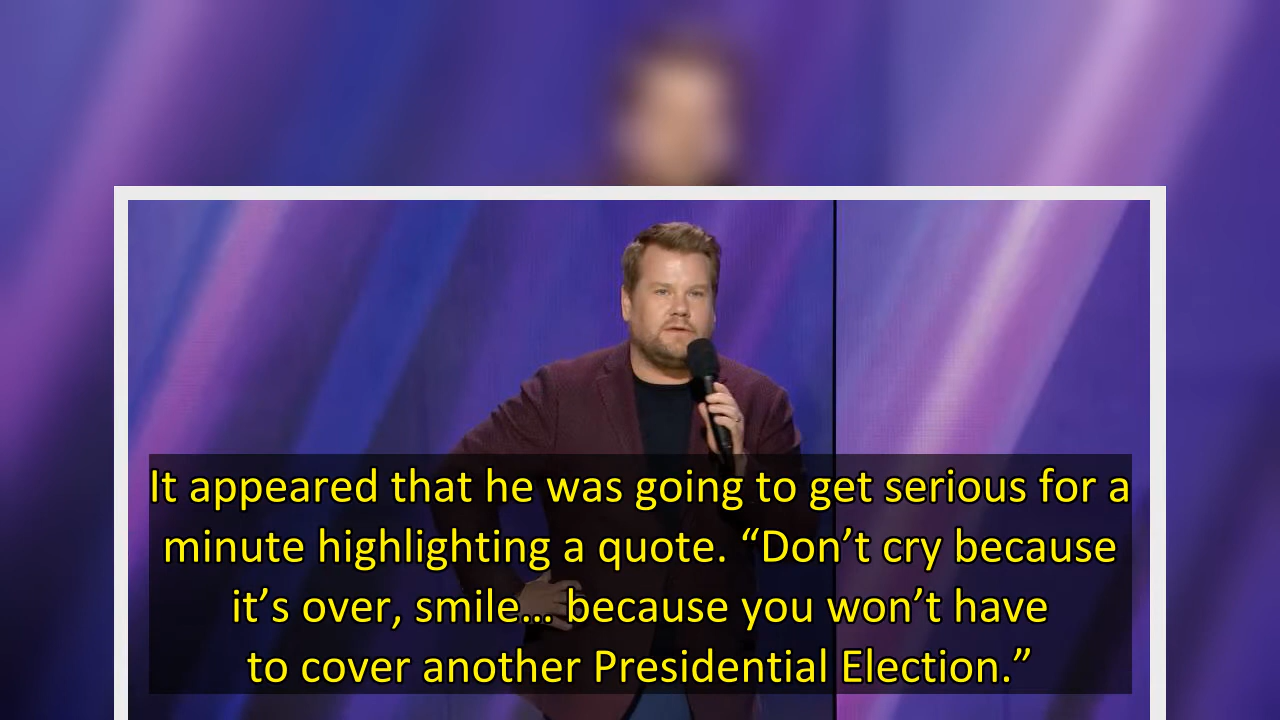 It appeared that he was going to get serious for a
minute highlighting a quote. “Don’t cry because
it’s over, smile… because you won’t have
to cover another Presidential Election.”